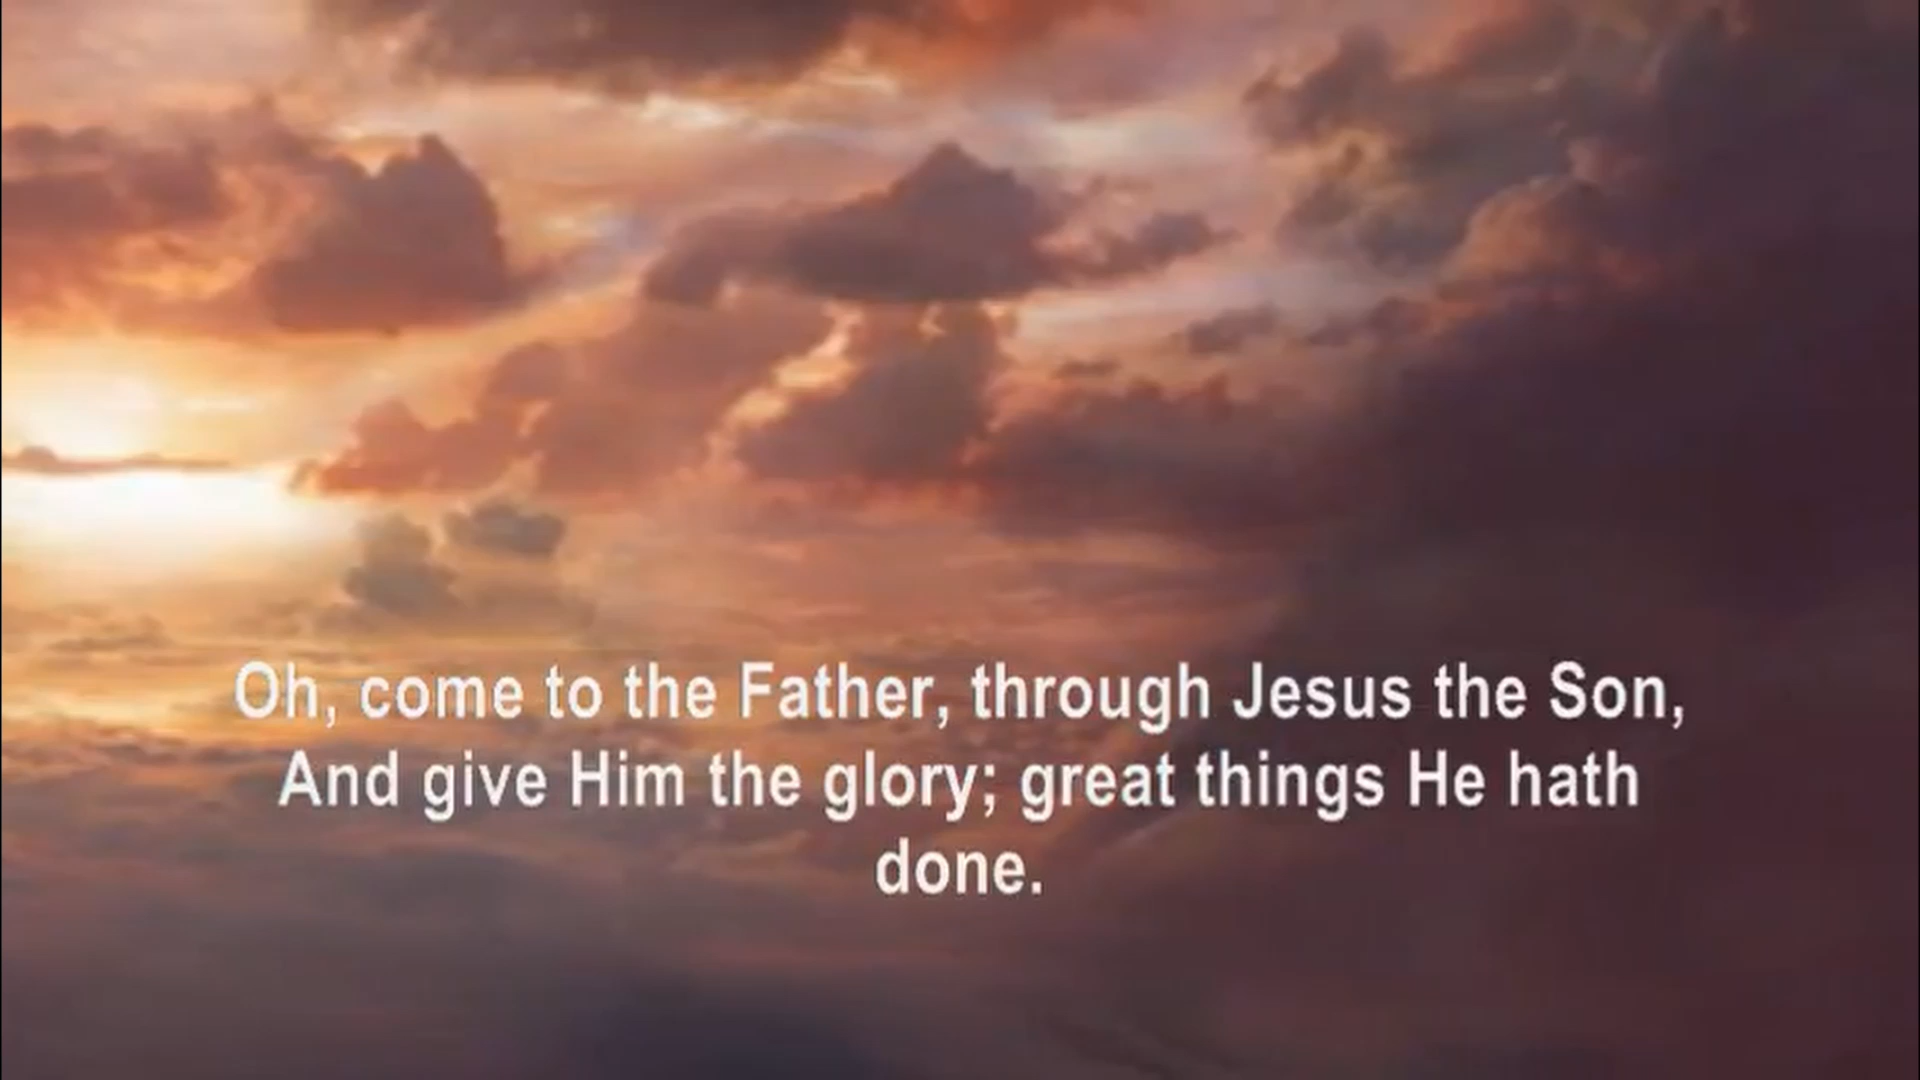 Oh, come to the Father, through Jesus the Son,
And give Him the glory; great things He hath
done.